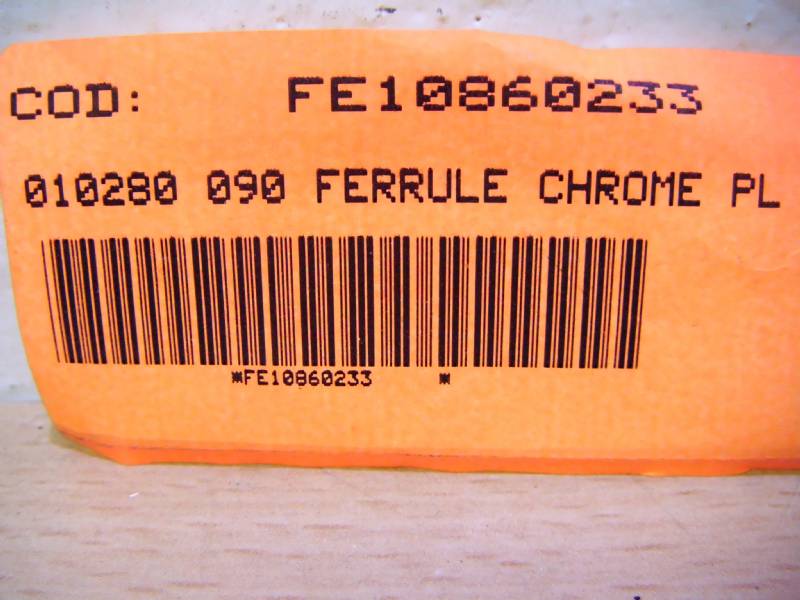 COD: FE10860233
010280 090 FERRULE CHROME PL
*FE10860233 *